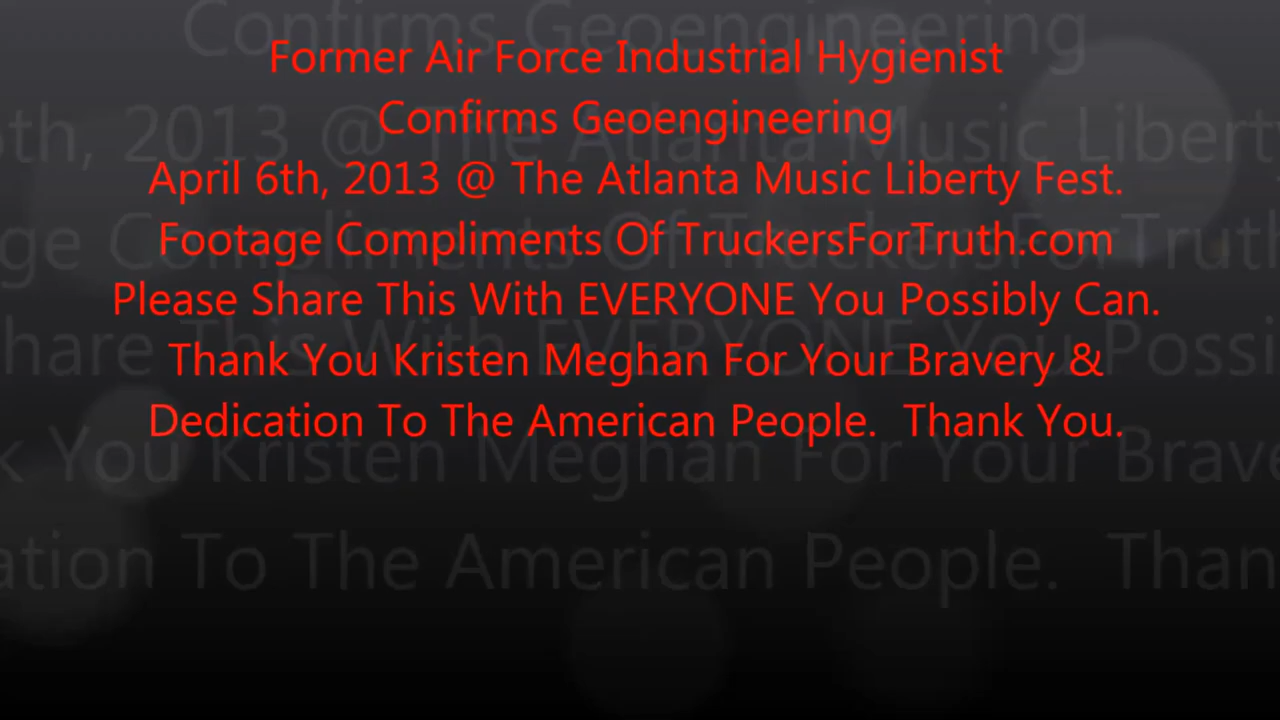 Former Air Force Industrial Hygienist
Confirms Geoengineering
April 6th, 2013 @ The Atlanta Music Liberty Fest.
Footage Compliments Of TruckersForTruth.com
Please Share This With EVERYONE You Possibly Can.
Thank You Kristen Meghan For Your Bravery &
Dedication To The American People.  Thank You.